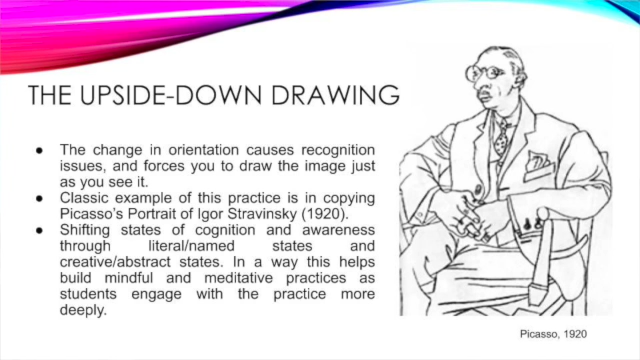 THE UPSIDE-DOWN DRAWING
● The change in orientation causes recognition
issues, and forces you to draw the image just
as you see it.
● Classic example of this practice is in copying
Picasso's Portrait of Igor Stravinsky (1920).
● Shifting states of cognition and awareness
through literal/named states and
creative/abstract states. In a way this helps
build mindful and meditative practices as
students engage with the practice more
deeply.
Picasso, 1920